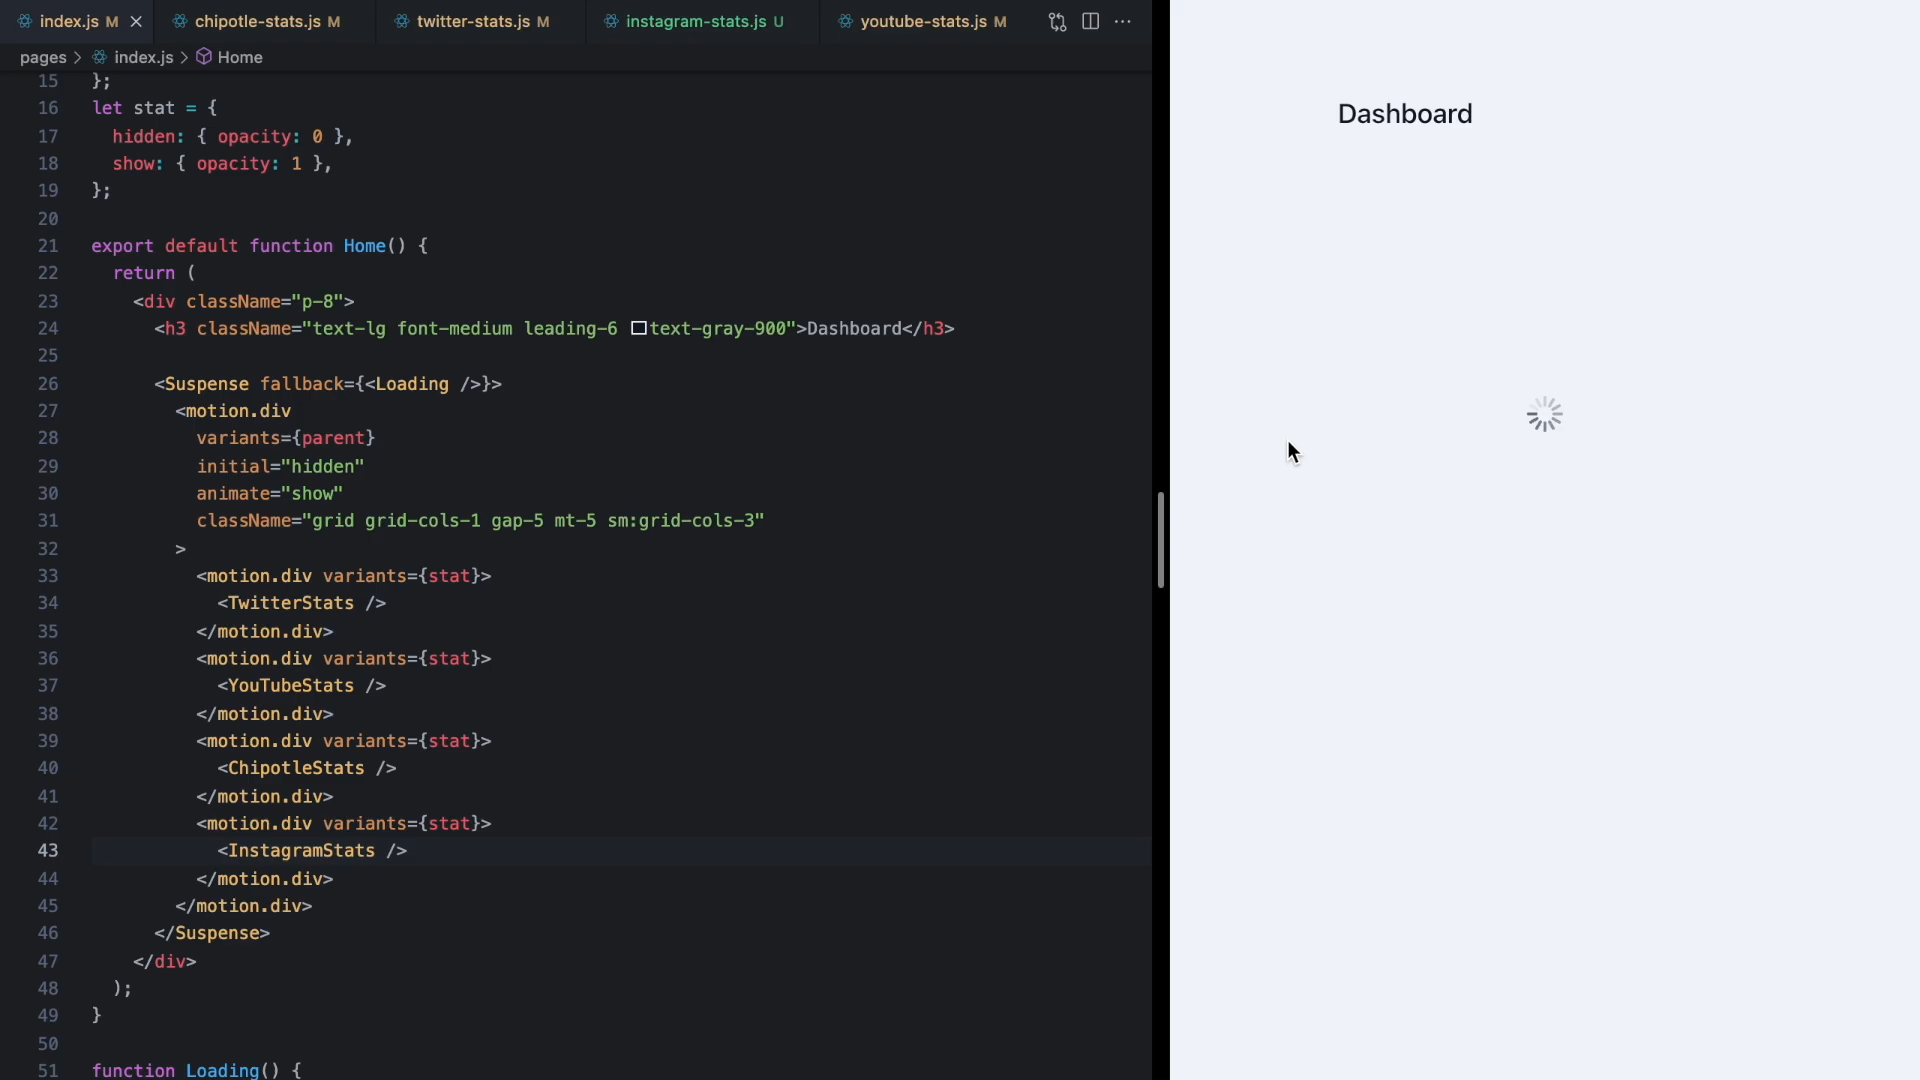 index.js M
chipotle-stats.js M
twitter-stats.js M
instagram-stats.js U
youtube-stats.js M
pages > index.js > Home
15 };
16 let stat = {
17   hidden: { opacity: 0 },
18   show: { opacity: 1 },
19 };
20
21 export default function Home() {
22   return (
23     <div className="p-8">
24       <h3 className="text-lg font-medium leading-6 text-gray-900">Dashboard</h3>
25
26       <Suspense fallback={<Loading />}>
27         <motion.div
28           variants={parent}
29           initial="hidden"
30           animate="show"
31           className="grid grid-cols-1 gap-5 mt-5 sm:grid-cols-3"
32         >
33           <motion.div variants={stat}>
34             <TwitterStats />
35           </motion.div>
36           <motion.div variants={stat}>
37             <YouTubeStats />
38           </motion.div>
39           <motion.div variants={stat}>
40             <ChipotleStats />
41           </motion.div>
42           <motion.div variants={stat}>
43             <InstagramStats />
44           </motion.div>
45         </motion.div>
46       </Suspense>
47     </div>
48   );
49 }
50
51 function Loading() {
Dashboard